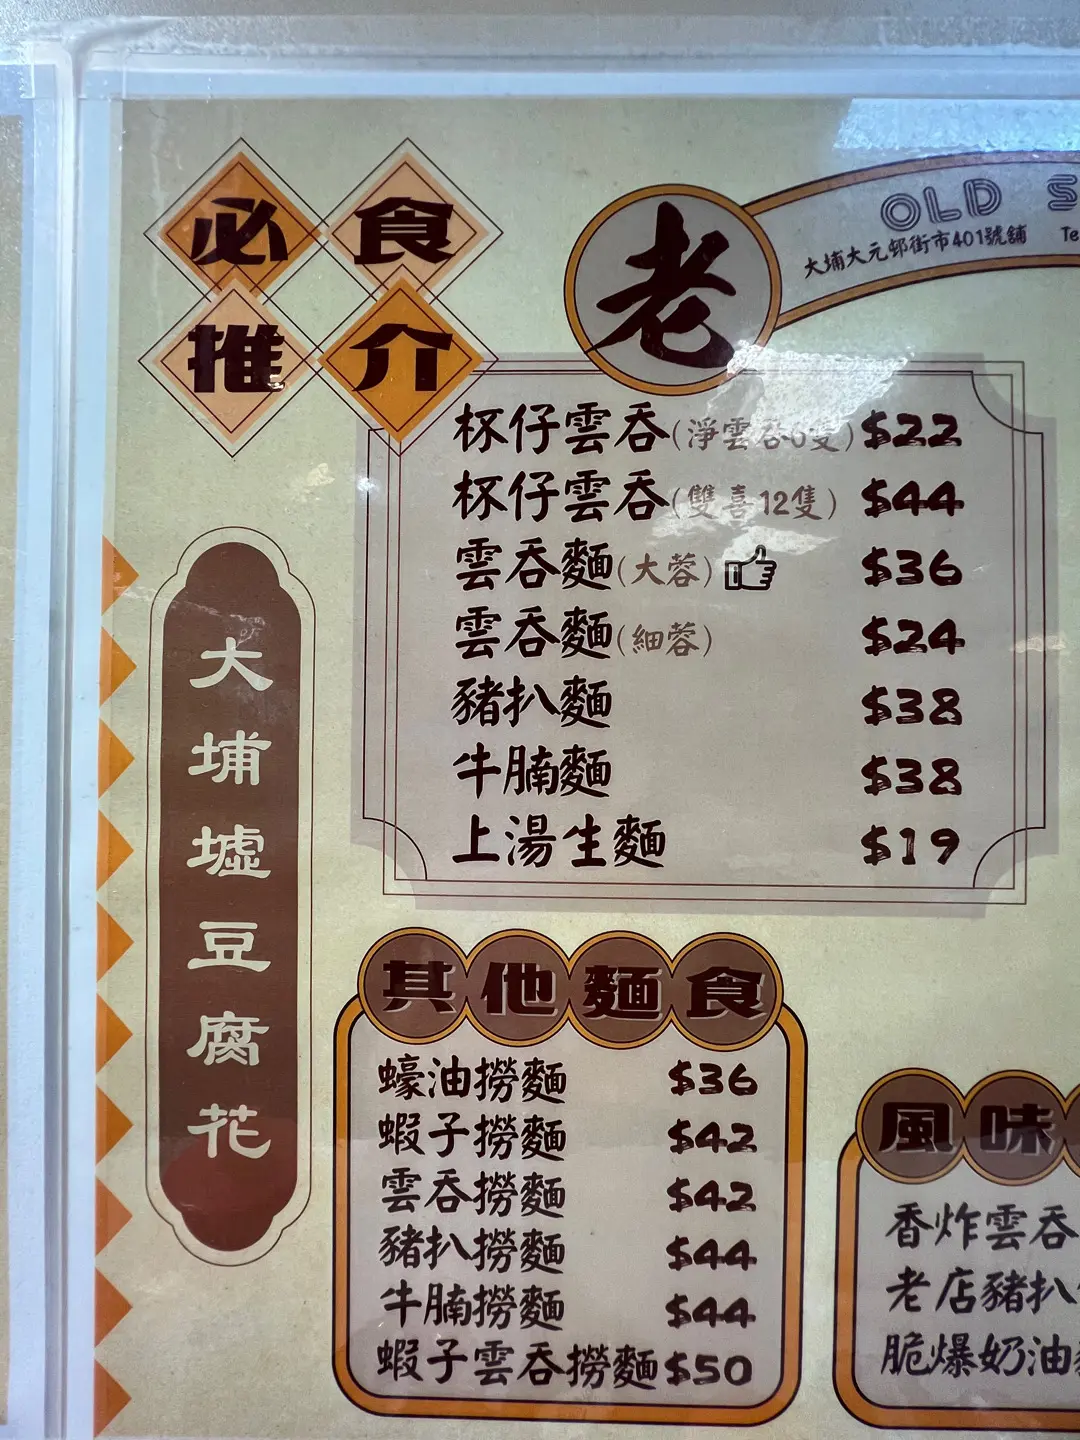 必食
推介
老
OLD S
大埔大元邨街市401號舖 Te
杯仔雲吞(淨雲吞6隻) $22
杯仔雲吞(雙喜12隻) $44
雲吞麵(大蓉) $36
雲吞麵(細蓉) $24
豬扒麵 $38
牛腩麵 $38
上湯生麵 $19
大埔墟豆腐花
其他麵食
蠔油撈麵 $36
蝦子撈麵 $42
雲吞撈麵 $42
豬扒撈麵 $44
牛腩撈麵 $44
蝦子雲吞撈麵 $50
風味
香炸雲吞
老店豬扒
脆爆奶油